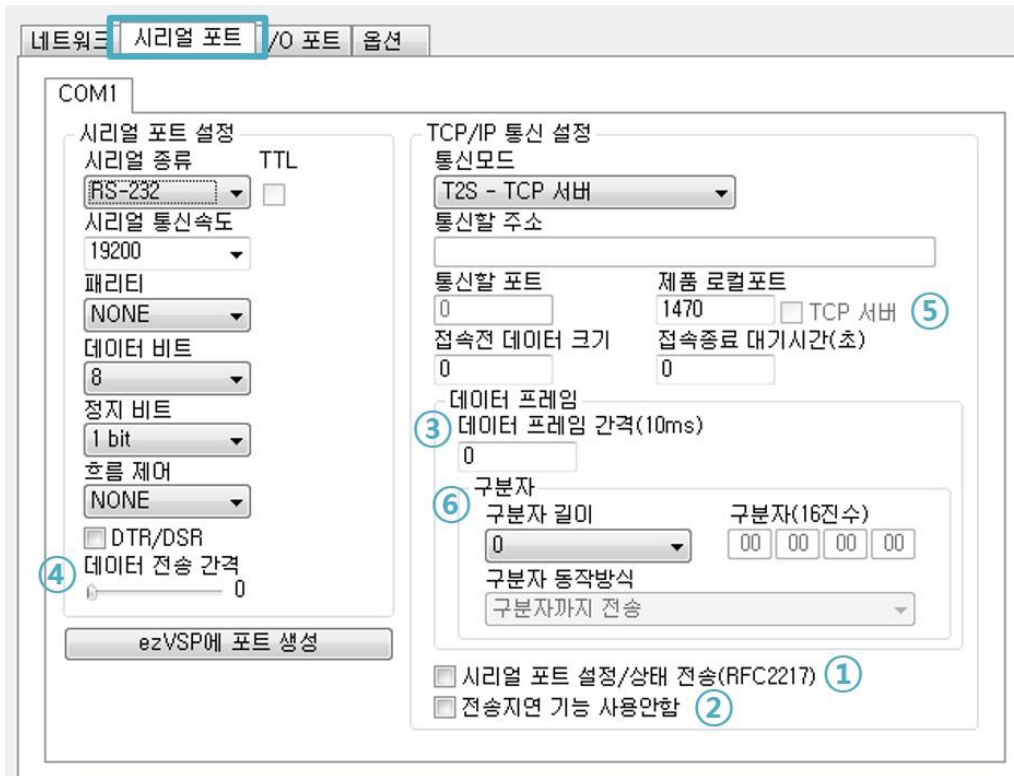 네트워크 시리얼 포트 /O 포트 옵션
COM1
시리얼 포트 설정
시리얼 종류 TTL
RS-232
시리얼 통신속도
19200
패리티
NONE
데이터 비트
8
정지 비트
1 bit
흐름 제어
NONE
DTR/DSR
④ 데이터 전송 간격
0
ezVSP에 포트 생성
TCP/IP 통신 설정
통신모드
T2S - TCP 서버
통신할 주소
통신할 포트 제품 로컬포트
0 1470 TCP 서버 ⑤
접속전 데이터 크기 접속종료 대기시간(초)
0 0
데이터 프레임
③ 데이터 프레임 간격(10ms)
0
구분자
⑥ 구분자 길이 구분자(16진수)
0 00 00 00 00
구분자 동작방식
구분자까지 전송
시리얼 포트 설정/상태 전송(RFC2217) ①
전송지연 기능 사용안함 ②